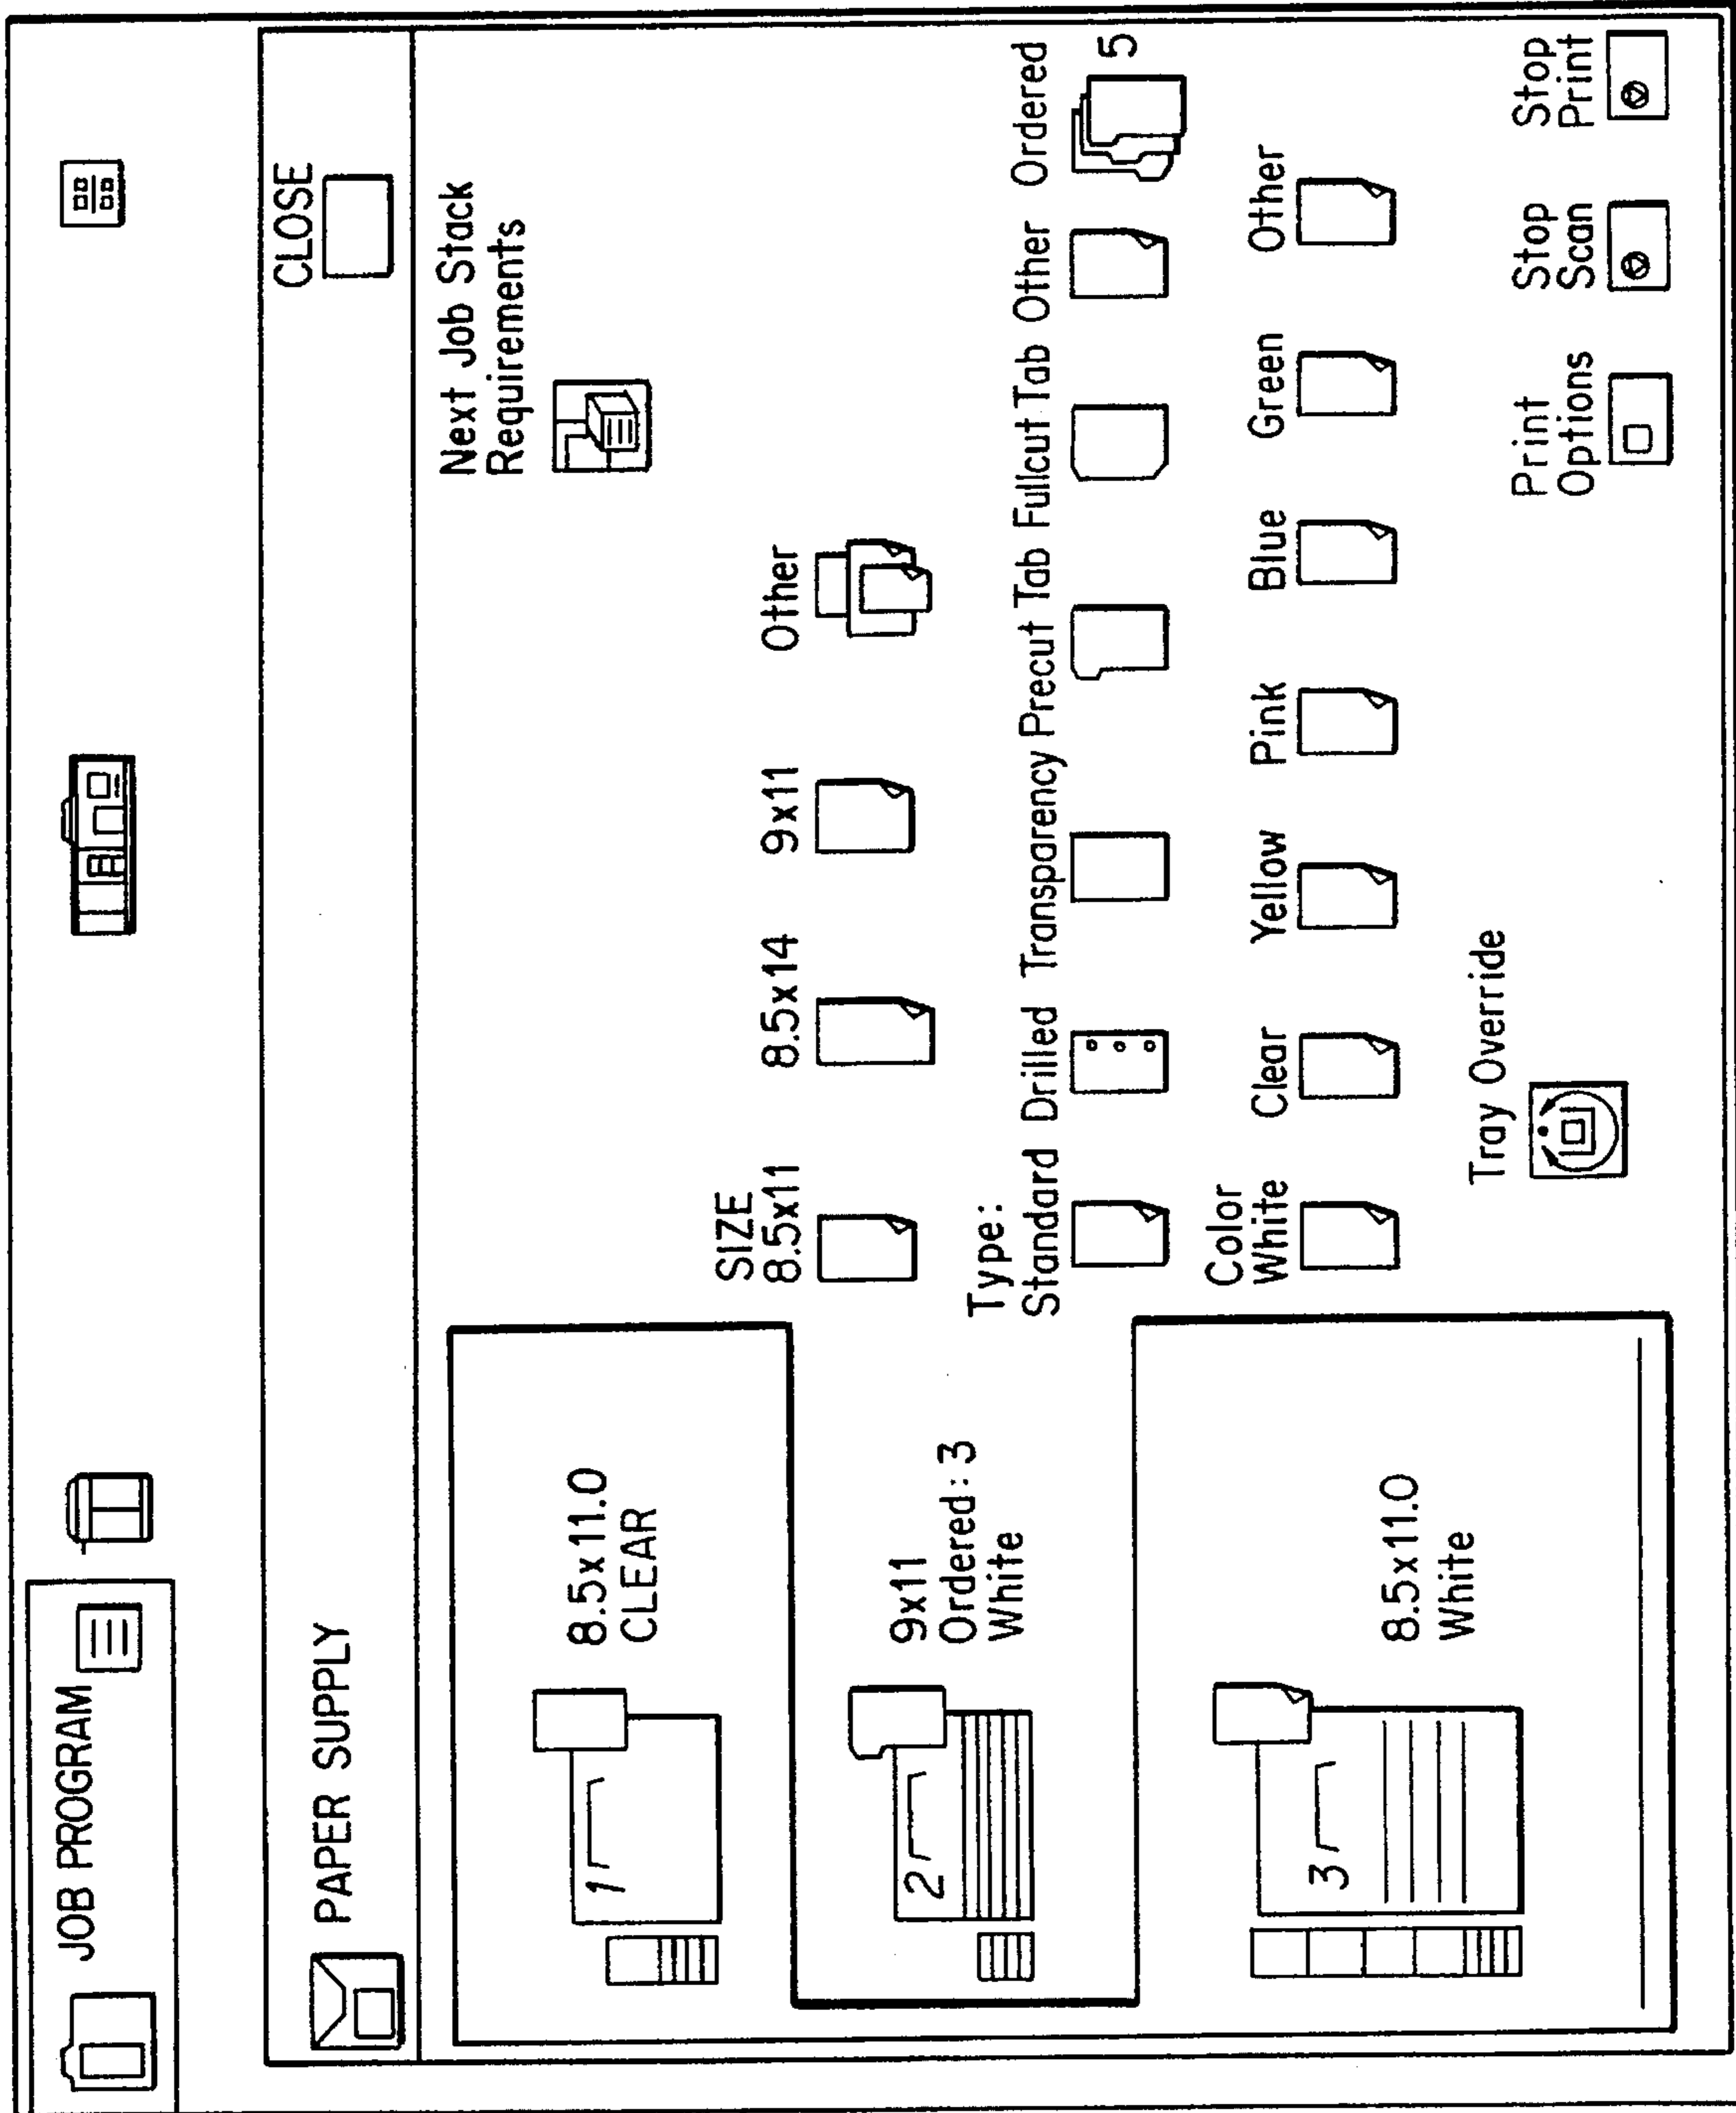 JOB PROGRAM
PAPER SUPPLY
CLOSE
Next Job Stack
Requirements
1
8.5x11.0
CLEAR
2
9x11
Ordered: 3
White
3
8.5x11.0
White
SIZE
8.5x11 8.5x14 9x11 Other
Type:
Standard Drilled Transparency Precut Tab Fullcut Tab Other Ordered
5
Color
White Clear Yellow Pink Blue Green Other
Tray Override
Print
Options
Stop
Scan
Stop
Print